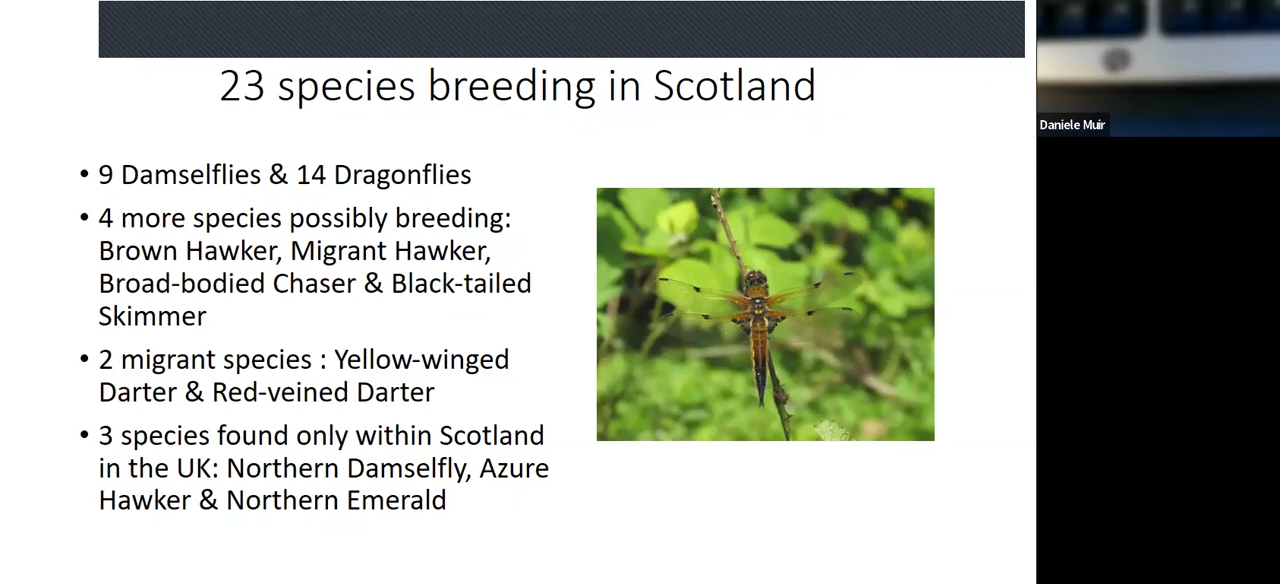 23 species breeding in Scotland
• 9 Damselflies & 14 Dragonflies
• 4 more species possibly breeding:
Brown Hawker, Migrant Hawker,
Broad-bodied Chaser & Black-tailed
Skimmer
• 2 migrant species : Yellow-winged
Darter & Red-veined Darter
• 3 species found only within Scotland
in the UK: Northern Damselfly, Azure
Hawker & Northern Emerald
Daniele Muir